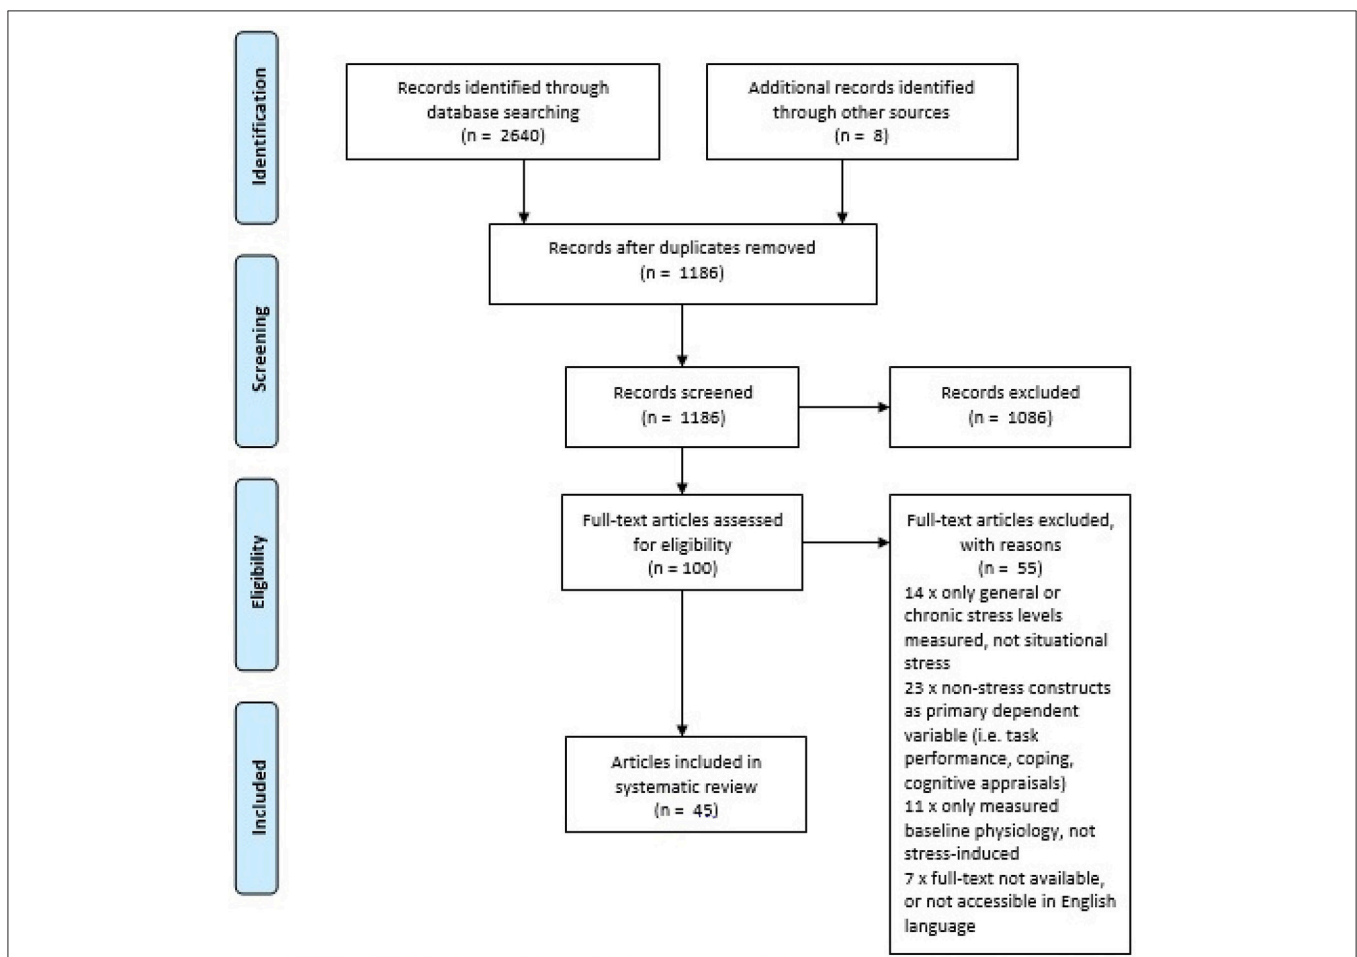 Identification
Records identified through
database searching
(n = 2640)
Additional records identified
through other sources
(n = 8)
Records after duplicates removed
(n = 1186)
Screening
Records screened
(n = 1186)
Records excluded
(n = 1086)
Eligibility
Full-text articles assessed
for eligibility
(n = 100)
Full-text articles excluded,
with reasons
(n = 55)
14 x only general or
chronic stress levels
measured, not situational
stress
23 x non-stress constructs
as primary dependent
variable (i.e. task
performance, coping,
cognitive appraisals)
11 x only measured
baseline physiology, not
stress-induced
7 x full-text not available,
or not accessible in English
language
Included
Articles included in
systematic review
(n = 45)